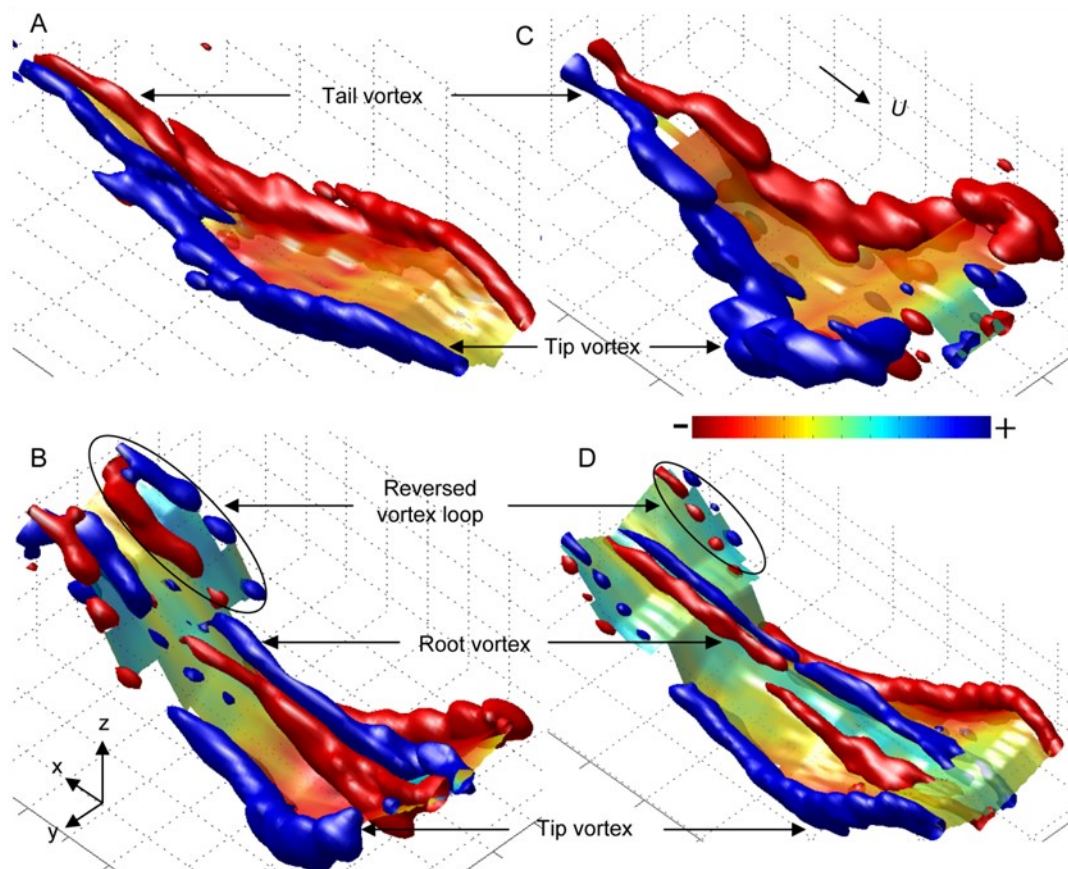 A
C
Tail vortex
U
Tip vortex
- +
B
D
Reversed
vortex loop
Root vortex
z
x
y
Tip vortex